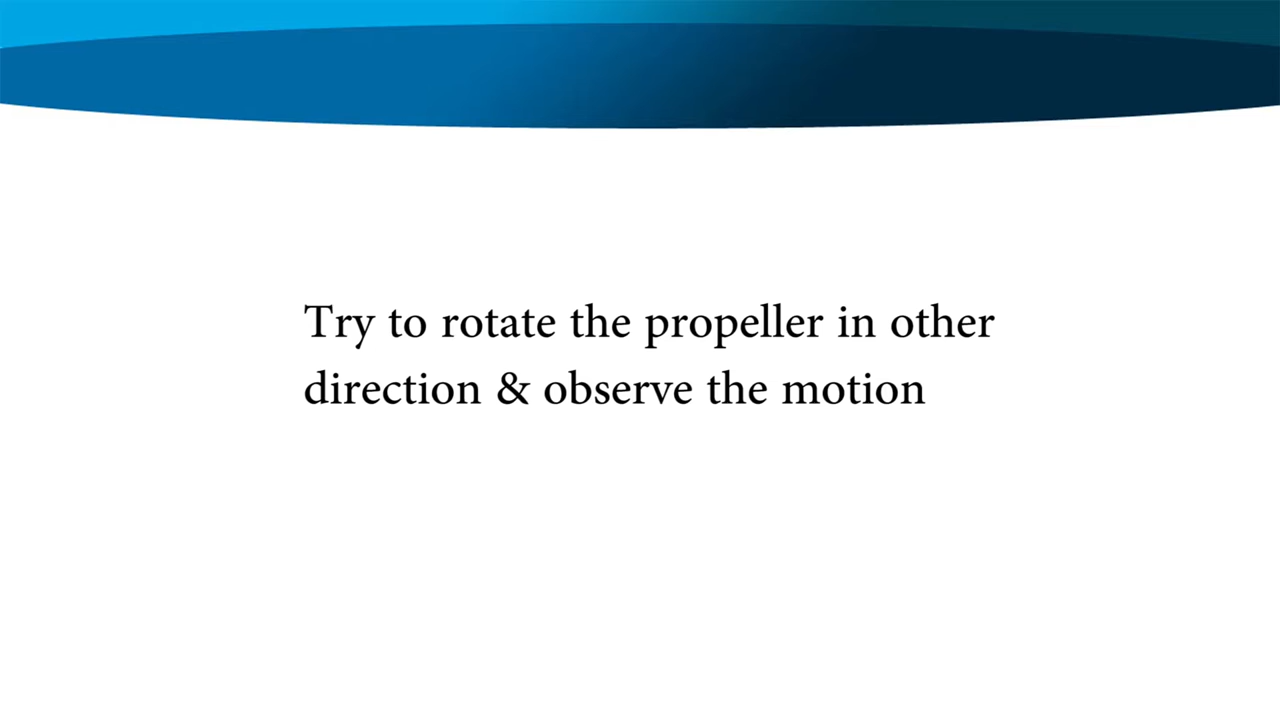 Try to rotate the propeller in other
direction & observe the motion